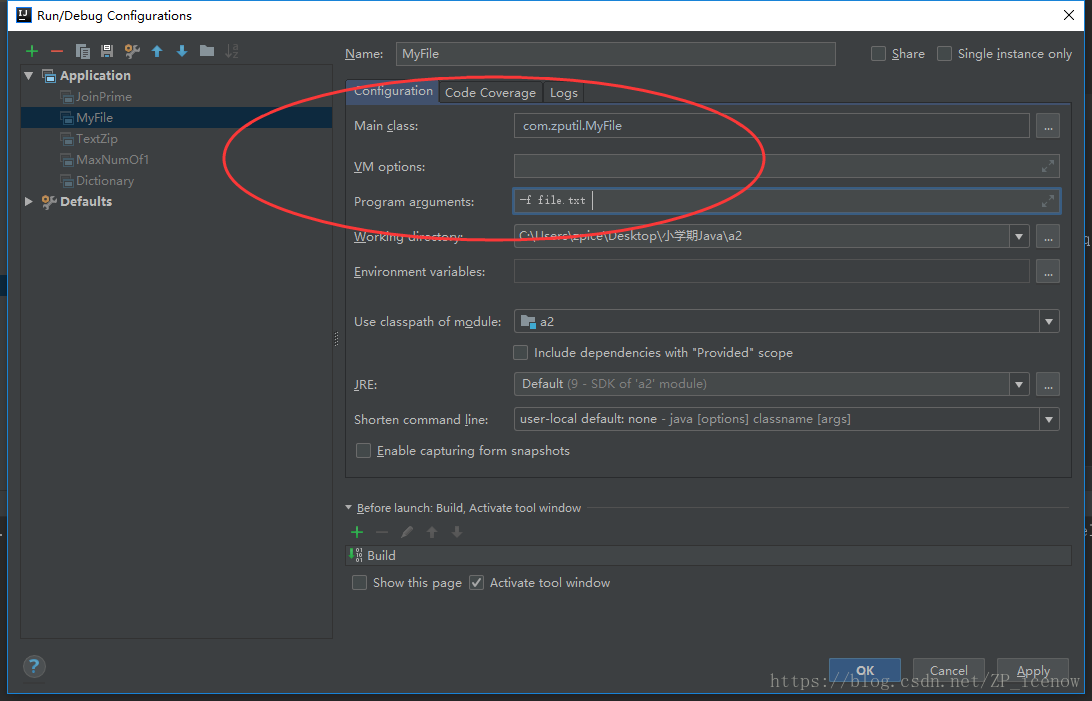 Run/Debug Configurations
Name: MyFile Share Single instance only
Application
JoinPrime
MyFile
TextZip
MaxNumOf1
Dictionary
Defaults
Configuration Code Coverage Logs
Main class: com.zputil.MyFile ...
VM options:
Program arguments: -f file.txt
Working directory: C:\Users\zpice\Desktop\小学期Java\a2 ...
Environment variables: ...
Use classpath of module: a2
Include dependencies with "Provided" scope
JRE: Default (9 - SDK of 'a2' module) ...
Shorten command line: user-local default: none - java [options] classname [args]
Enable capturing form snapshots
Before launch: Build, Activate tool window
Build
Show this page Activate tool window
? OK Cancel Apply
https://blog.csdn.net/ZP_icenow